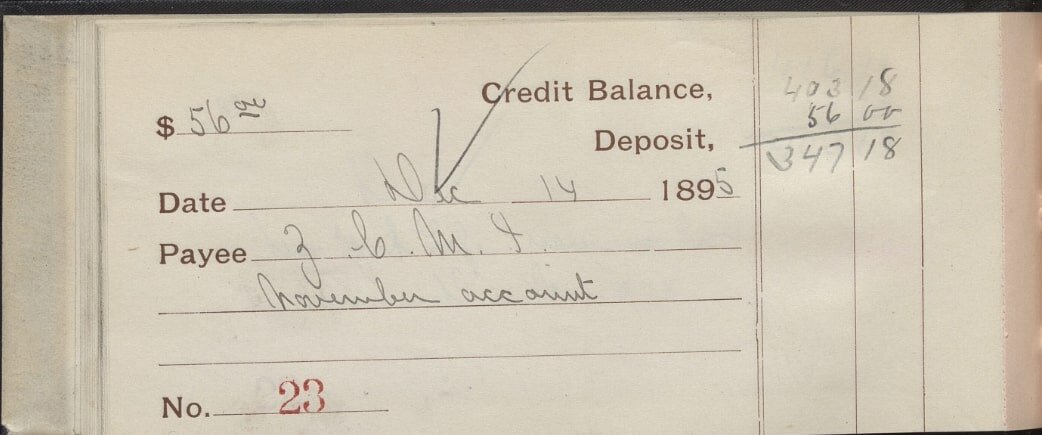 Credit Balance, 403 18
$ 56 00
56 00
Deposit, 347 18
Date Dec 14 1895
Payee Z. C. M. I.
November account
No. 23